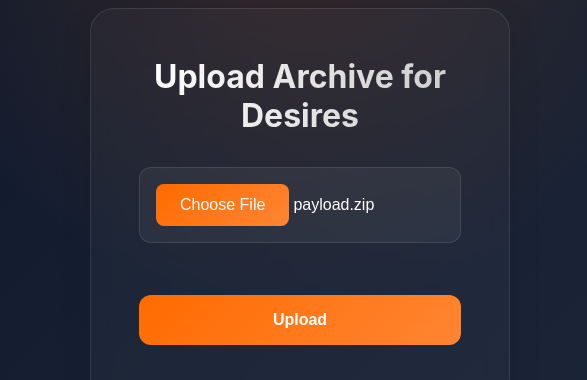 Upload Archive for
Desires
Choose File payload.zip
Upload